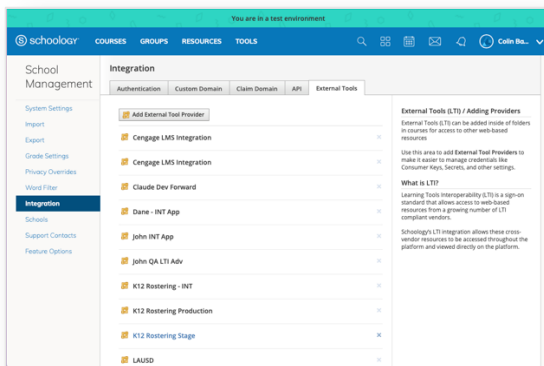 You are in a test environment
schoology
COURSES GROUPS RESOURCES TOOLS
Colin Ba...
School
Management
System Settings
Import
Export
Grade Settings
Privacy Overrides
Word Filter
Integration
Schools
Support Contacts
Feature Options
Integration
Authentication Custom Domain Claim Domain API External Tools
Add External Tool Provider
Cengage LMS Integration
Cengage LMS Integration
Claude Dev Forward
Dane - INT App
John INT App
John QA LTI Adv
K12 Rostering - INT
K12 Rostering Production
K12 Rostering Stage
LAUSD
External Tools (LTI) / Adding Providers
External Tools (LTI) can be added inside of folders
in courses for access to other web-based
resources
Use this area to add External Tool Providers to
make it easier to manage credentials like
Consumer Keys, Secrets, and other settings.
What is LTI?
Learning Tools Interoperability (LTI) is a sign-on
standard that allows access to web-based
resources from a growing number of LTI
compliant vendors.
Schoology's LTI integration allows these cross-
vendor resources to be accessed throughout the
platform and viewed directly on the platform.